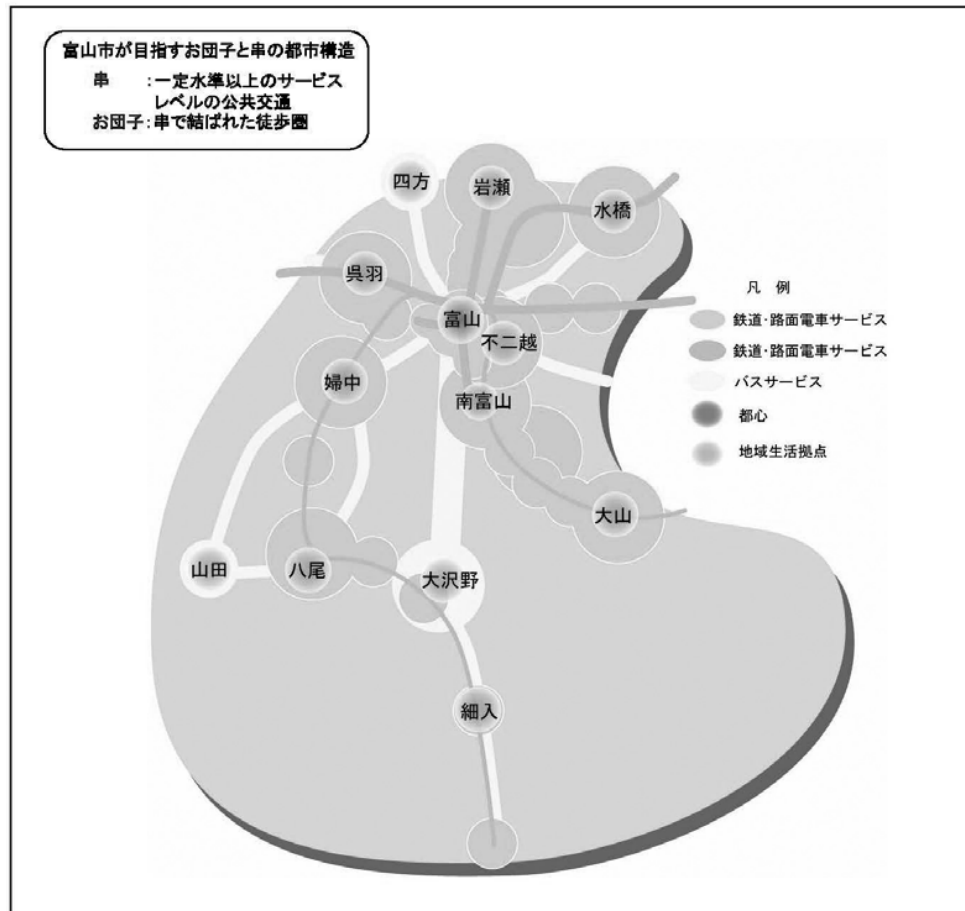 富山市が目指すお団子と串の都市構造
串　　：一定水準以上のサービス
レベルの公共交通
お団子：串で結ばれた徒歩圏
四方
岩瀬
水橋
呉羽
富山
不二越
婦中
南富山
大山
山田
八尾
大沢野
細入
凡　例
鉄道・路面電車サービス
鉄道・路面電車サービス
バスサービス
都心
地域生活拠点